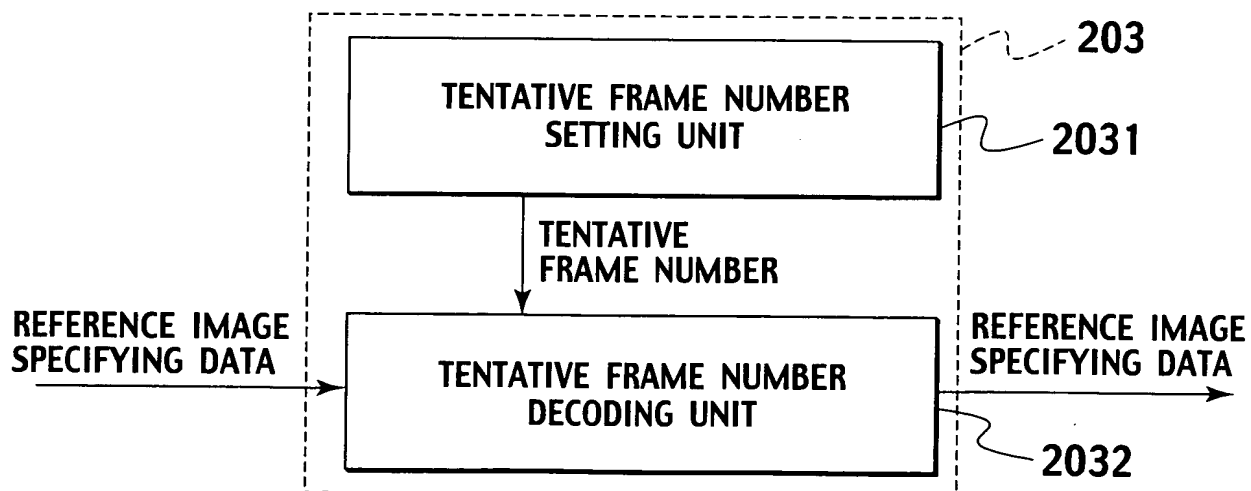 203
TENTATIVE FRAME NUMBER
SETTING UNIT
2031
TENTATIVE
FRAME NUMBER
REFERENCE IMAGE
SPECIFYING DATA
TENTATIVE FRAME NUMBER
DECODING UNIT
REFERENCE IMAGE
SPECIFYING DATA
2032